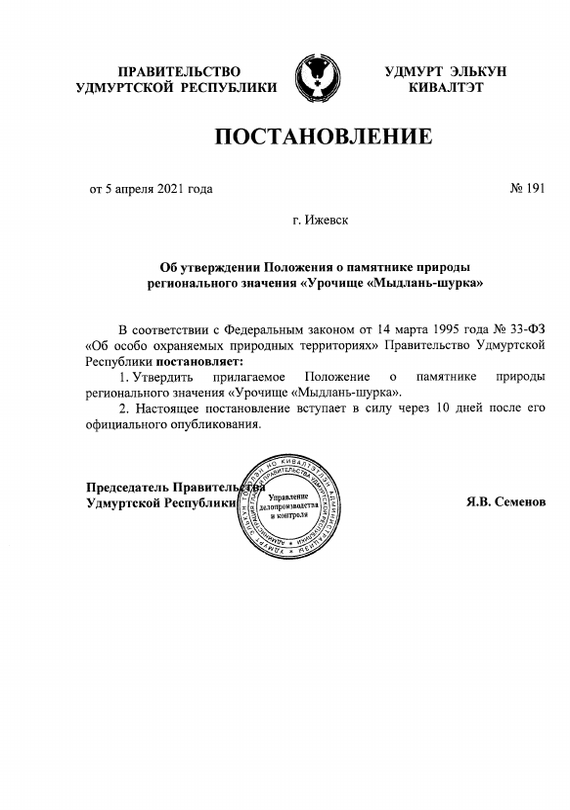 ПРАВИТЕЛЬСТВО
УДМУРТСКОЙ РЕСПУБЛИКИ
УДМУРТ ЭЛЬКУН
КИВАЛТЭТ
ПОСТАНОВЛЕНИЕ
от 5 апреля 2021 года
№ 191
г. Ижевск
Об утверждении Положения о памятнике природы
регионального значения «Урочище «Мыдлань-шурка»
В соответствии с Федеральным законом от 14 марта 1995 года № 33-ФЗ
«Об особо охраняемых природных территориях» Правительство Удмуртской
Республики постановляет:
1. Утвердить прилагаемое Положение о памятнике природы
регионального значения «Урочище «Мыдлань-шурка».
2. Настоящее постановление вступает в силу через 10 дней после его
официального опубликования.
Председатель Правительства
Удмуртской Республики
Я.В. Семенов
Управление
делопроизводства
и контроля